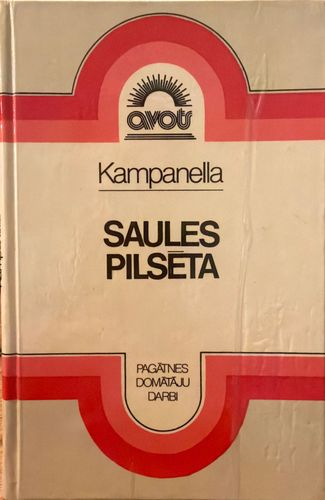 avots
Kampanella
SAULES
PILSĒTA
PAGĀTNES
DOMĀTĀJU
DARBI